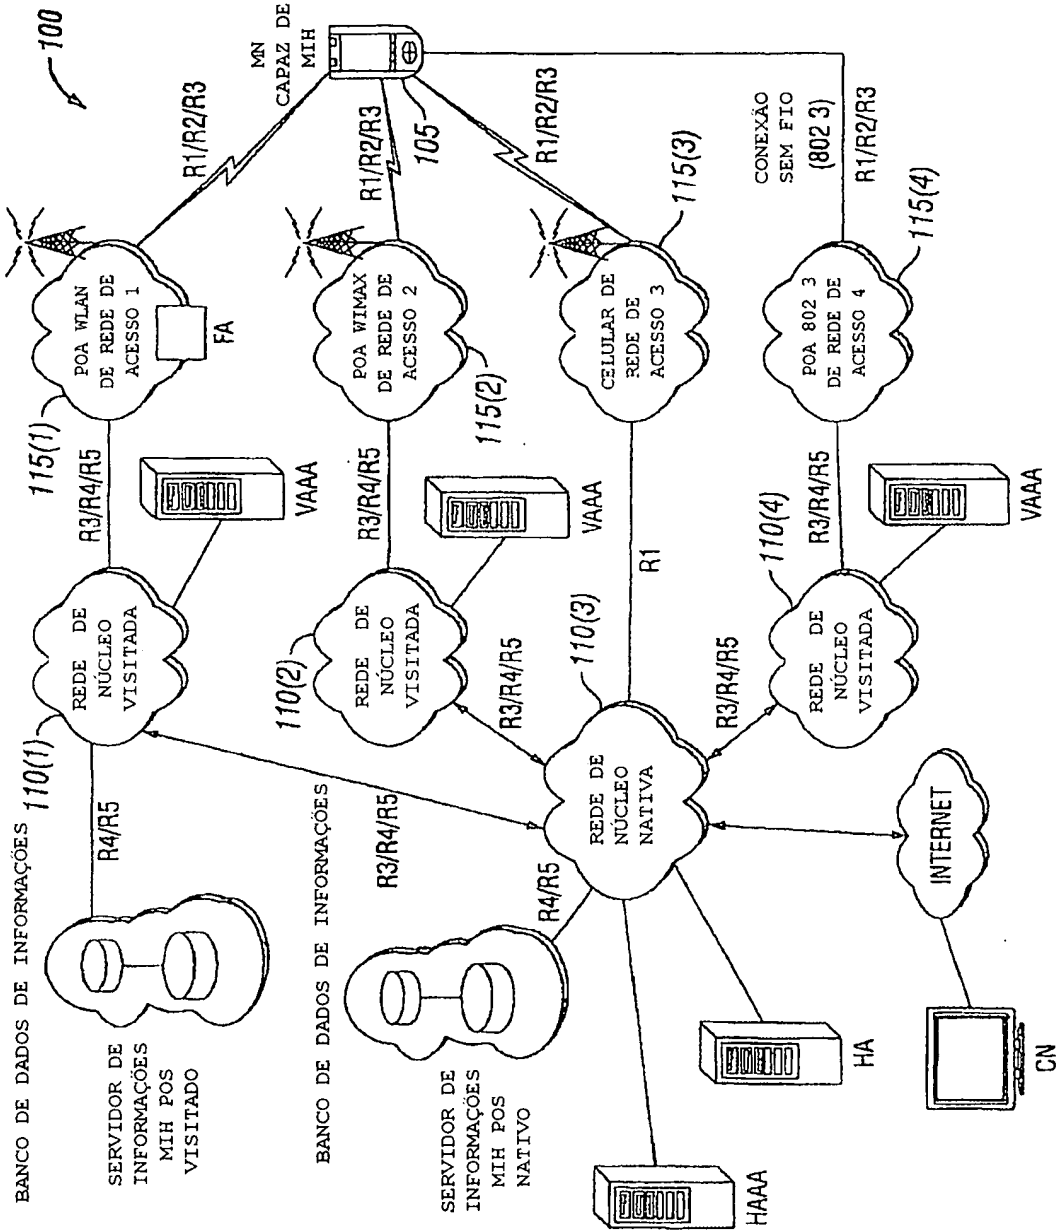 100
MN
CAPAZ DE
MIH
105
R1/R2/R3
R1/R2/R3
R1/R2/R3
CONEXÃO
SEM FIO
(802 3)
R1/R2/R3
POA WLAN
DE REDE DE
ACESSO 1
FA
115(1)
POA WIMAX
DE REDE DE
ACESSO 2
115(2)
CELULAR DE
REDE DE
ACESSO 3
115(3)
POA 802 3
DE REDE DE
ACESSO 4
115(4)
R3/R4/R5
VAAA
R3/R4/R5
VAAA
R1
R3/R4/R5
VAAA
REDE DE
NÚCLEO
VISITADA
110(1)
REDE DE
NÚCLEO
VISITADA
110(2)
110(3)
REDE DE
NÚCLEO
VISITADA
110(4)
R3/R4/R5
R3/R4/R5
R3/R4/R5
REDE DE
NÚCLEO
NATIVA
R4/R5
R4/R5
INTERNET
BANCO DE DADOS DE INFORMAÇÕES
SERVIDOR DE
INFORMAÇÕES
MIH POS
VISITADO
BANCO DE DADOS DE INFORMAÇÕES
SERVIDOR DE
INFORMAÇÕES
MIH POS
NATIVO
HAAA
HA
CN